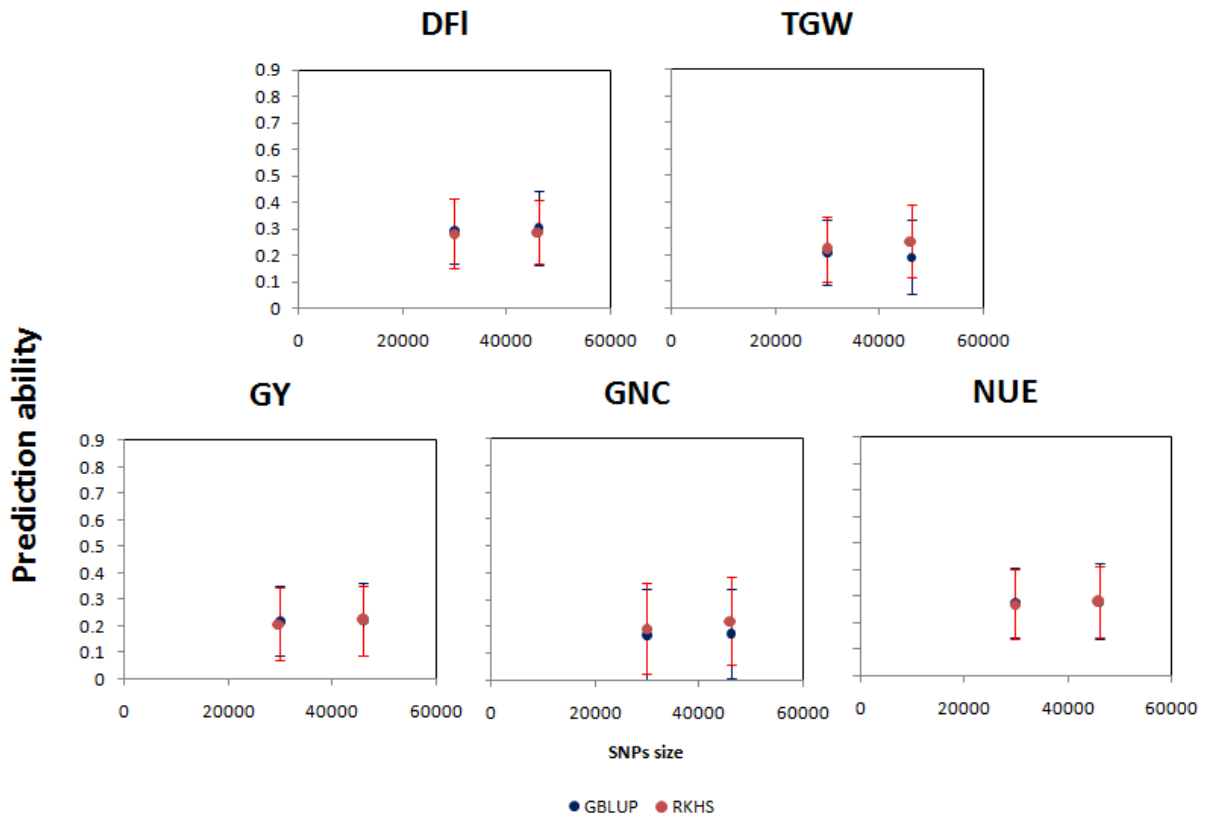 DFl TGW
0.9
0.8
0.7
0.6
0.5
0.4
0.3
0.2
0.1
0
0 20000 40000 60000 0 20000 40000 60000
Prediction ability
GY GNC NUE
0.9
0.8
0.7
0.6
0.5
0.4
0.3
0.2
0.1
0
0 20000 40000 60000 0 20000 40000 60000 0 20000 40000 60000
SNPs size
GBLUP RKHS